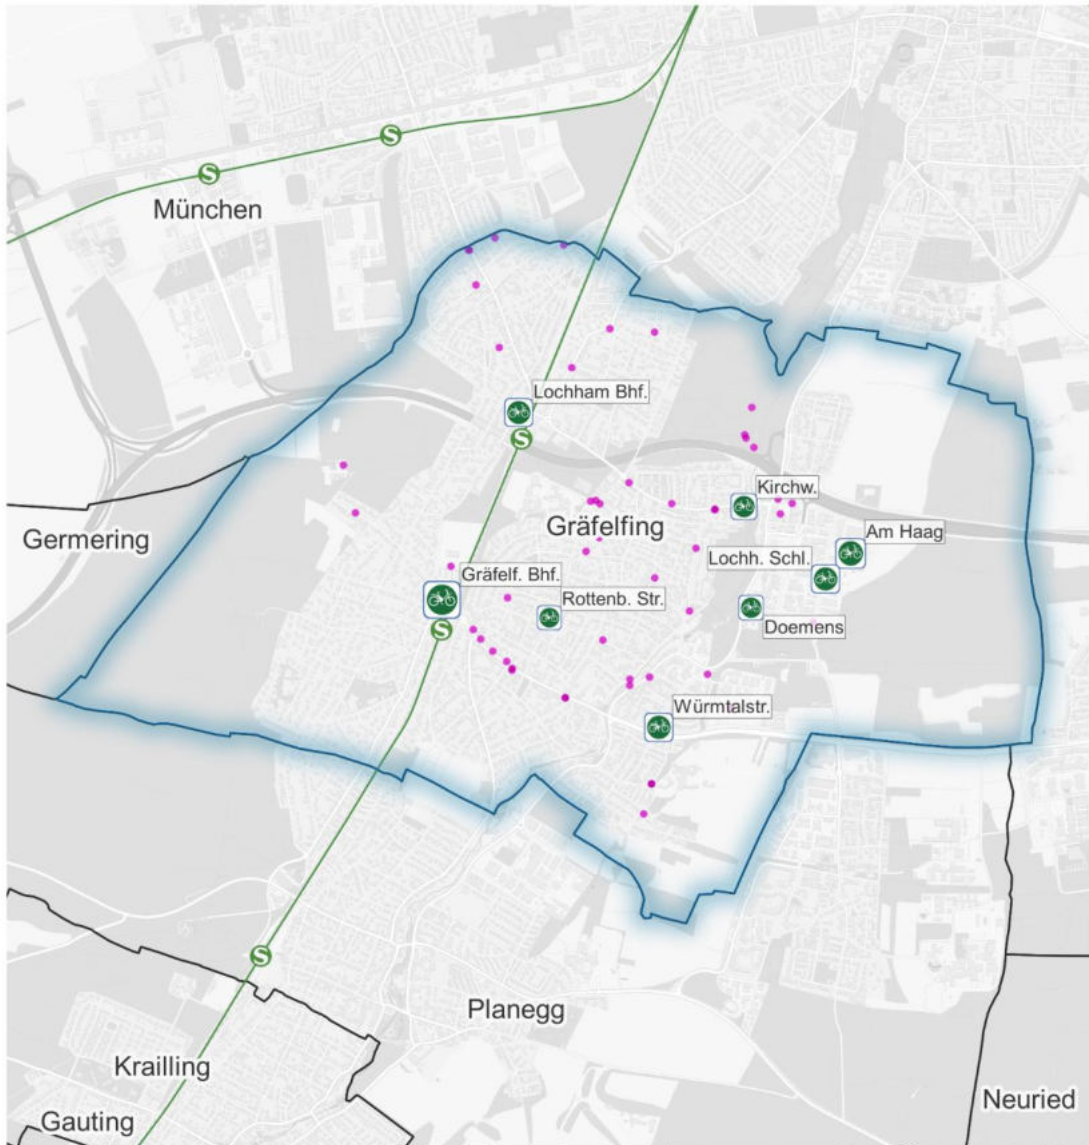 S
S
München
Lochham Bhf.
S
Kirchw.
Gräfelfing
Germering
Am Haag
Lochh. Schl.
Gräfelf. Bhf.
Rottenb. Str.
S
Doemens
Würmtalstr.
S
Planegg
Krailling
Neuried
Gauting